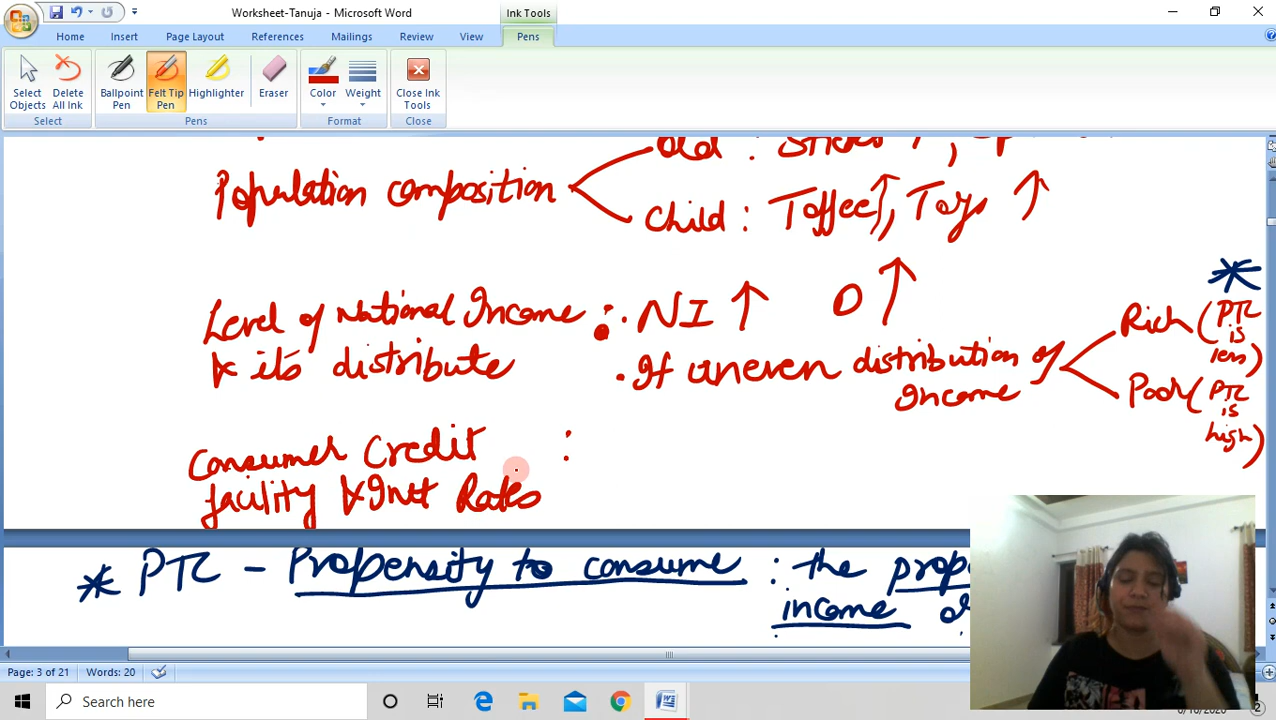 Worksheet-Tanuja - Microsoft Word
Ink Tools
Home Insert Page Layout References Mailings Review View Pens
Select Objects
Delete All Ink
Ballpoint Pen
Felt Tip Pen
Highlighter
Eraser
Color
Weight
Close Ink Tools
Select
Pens
Format
Close
Old :
Population composition
Child : Toffee↑, Toys ↑
Level of National Income : . NI ↑ D ↑
& its distribute
. If uneven distribution of Income
*
Rich (PTC is less)
Poor (PTC is high)
Consumer Credit :
facility & Int Rates
* PTC - Propensity to consume : the
income
Page: 3 of 21 Words: 20
Search here
2